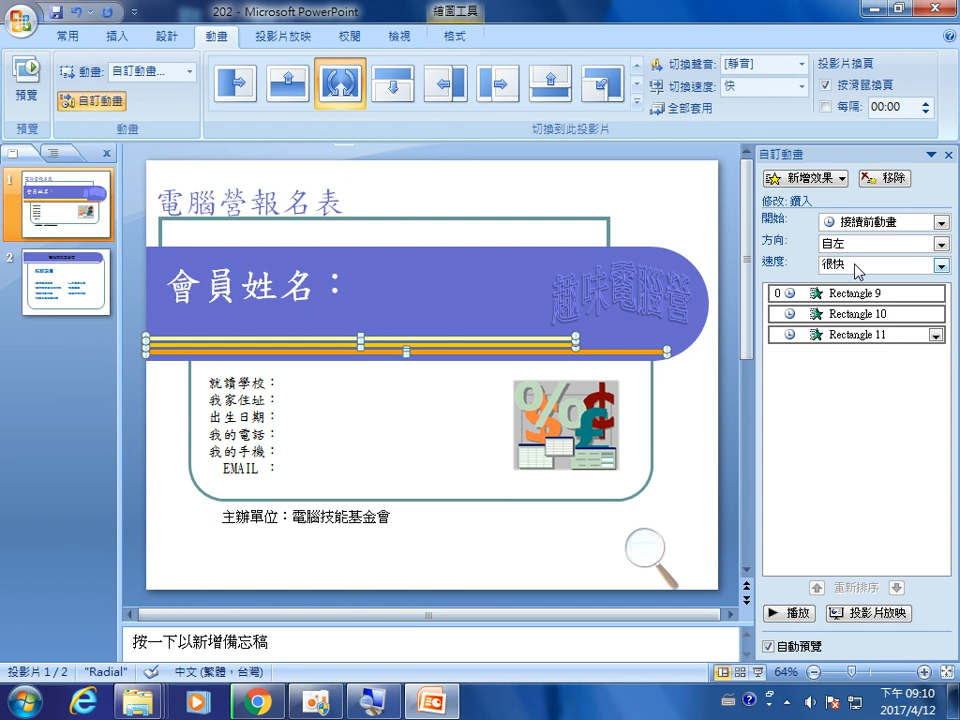 202 - Microsoft PowerPoint
繪圖工具
常用 插入 設計 動畫 投影片放映 校閱 檢視 格式
預覽
預覽
動畫: 自訂動畫...
自訂動畫
動畫
切換聲音: [靜音]
切換速度: 快
全部套用
切換到此投影片
投影片換頁
按滑鼠換頁
每隔: 00:00
1
2
電腦營報名表
會員姓名：
趣味電腦營
就讀學校：
我家住址：
出生日期：
我的電話：
我的手機：
EMAIL ：
主辦單位：電腦技能基金會
按一下以新增備忘稿
自訂動畫
新增效果 移除
修改: 鑽入
開始: 接續前動畫
方向: 自左
速度: 很快
0 Rectangle 9
Rectangle 10
Rectangle 11
重新排序
播放 投影片放映
自動預覽
投影片 1 / 2 "Radial" 中文 (繁體，台灣) 64%
下午 09:10
2017/4/12